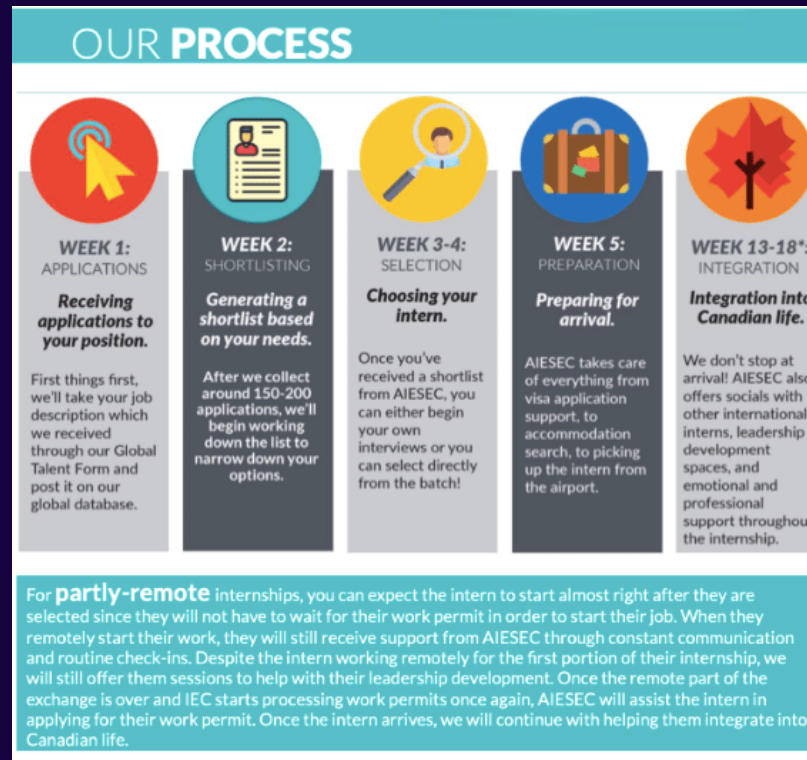 OUR PROCESS
WEEK 1:
APPLICATIONS
Receiving
applications to
your position.
First things first,
we'll take your job
description which
we received
through our Global
Talent Form and
post it on our
global database.
WEEK 2:
SHORTLISTING
Generating a
shortlist based
on your needs.
After we collect
around 150-200
applications, we'll
begin working
down the list to
narrow down your
options.
WEEK 3-4:
SELECTION
Choosing your
intern.
Once you've
received a shortlist
from AIESEC, you
can either begin
your own
interviews or you
can select directly
from the batch!
WEEK 5:
PREPARATION
Preparing for
arrival.
AIESEC takes care
of everything from
visa application
support, to
accommodation
search, to picking
up the intern from
the airport.
WEEK 13-18*:
INTEGRATION
Integration into
Canadian life.
We don't stop at
arrival! AIESEC also
offers socials with
other international
interns, leadership
development
spaces, and
emotional and
professional
support throughou
the internship.
For partly-remote internships, you can expect the intern to start almost right after they are
selected since they will not have to wait for their work permit in order to start their job. When they
remotely start their work, they will still receive support from AIESEC through constant communication
and routine check-ins. Despite the intern working remotely for the first portion of their internship, we
will still offer them sessions to help with their leadership development. Once the remote part of the
exchange is over and IEC starts processing work permits once again, AIESEC will assist the intern in
applying for their work permit. Once the intern arrives, we will continue with helping them integrate into
Canadian life.